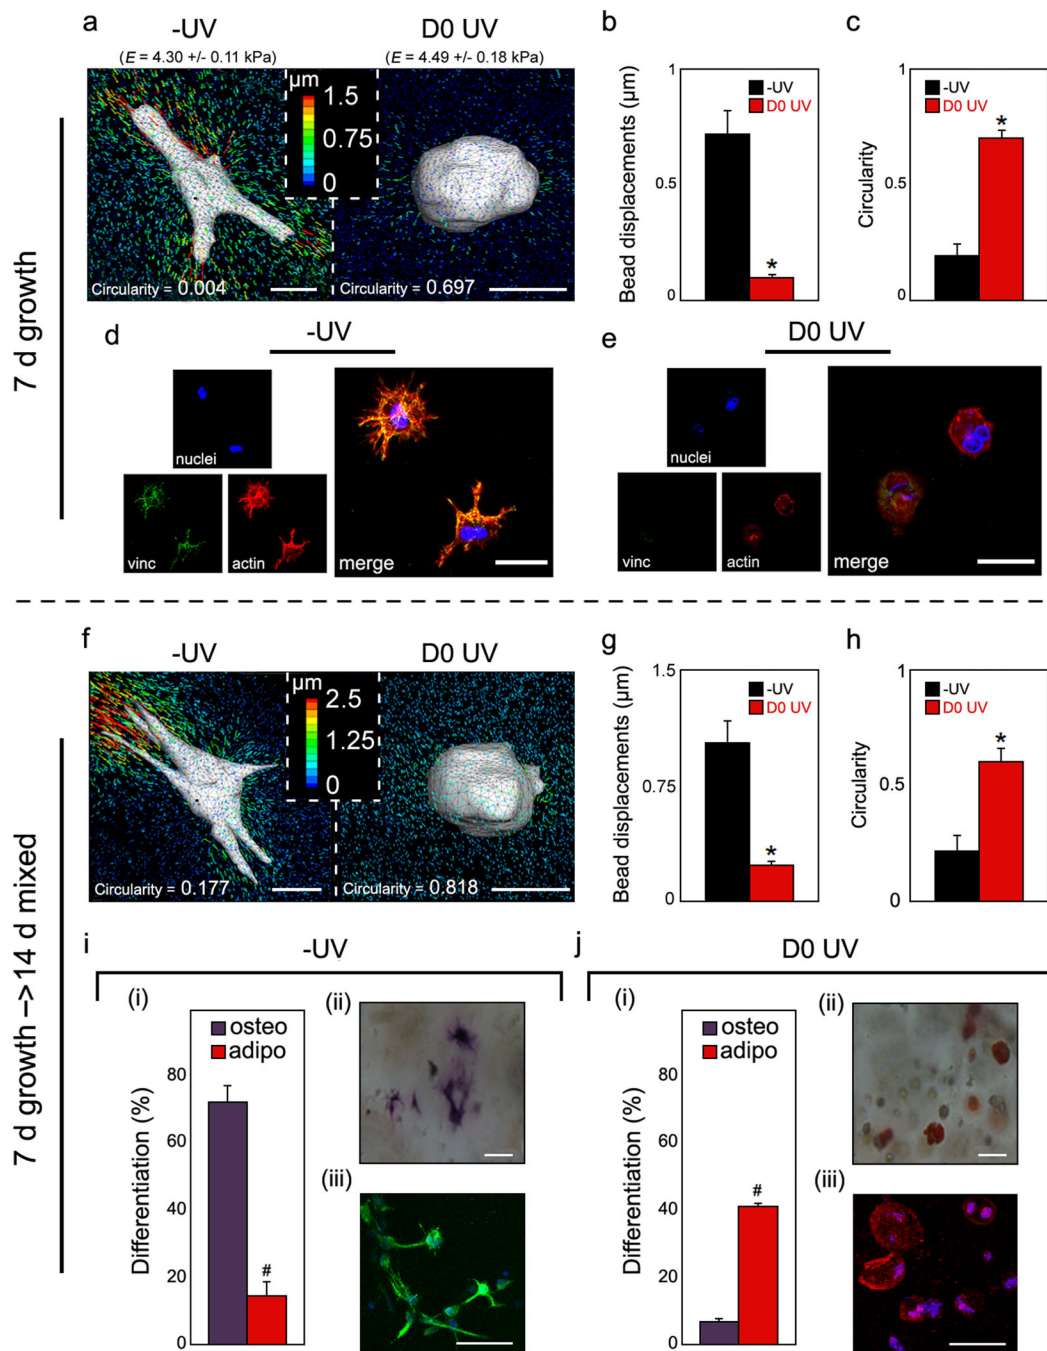 a
-UV
(E = 4.30 +/- 0.11 kPa)
D0 UV
(E = 4.49 +/- 0.18 kPa)
µm
1.5
0.75
0
Circularity = 0.004
Circularity = 0.697
b
Bead displacements (µm)
1
0.5
0
-UV
D0 UV
*
c
Circularity
1
0.5
0
-UV
D0 UV
*
7 d growth
d
-UV
nuclei
vinc
actin
merge
e
D0 UV
nuclei
vinc
actin
merge
7 d growth –>14 d mixed
f
-UV
D0 UV
µm
2.5
1.25
0
Circularity = 0.177
Circularity = 0.818
g
Bead displacements (µm)
1.5
0.75
0
-UV
D0 UV
*
h
Circularity
1
0.5
0
-UV
D0 UV
*
i
-UV
(i)
Differentiation (%)
80
60
40
20
0
osteo
adipo
#
(ii)
(iii)
j
D0 UV
(i)
Differentiation (%)
80
60
40
20
0
osteo
adipo
#
(ii)
(iii)